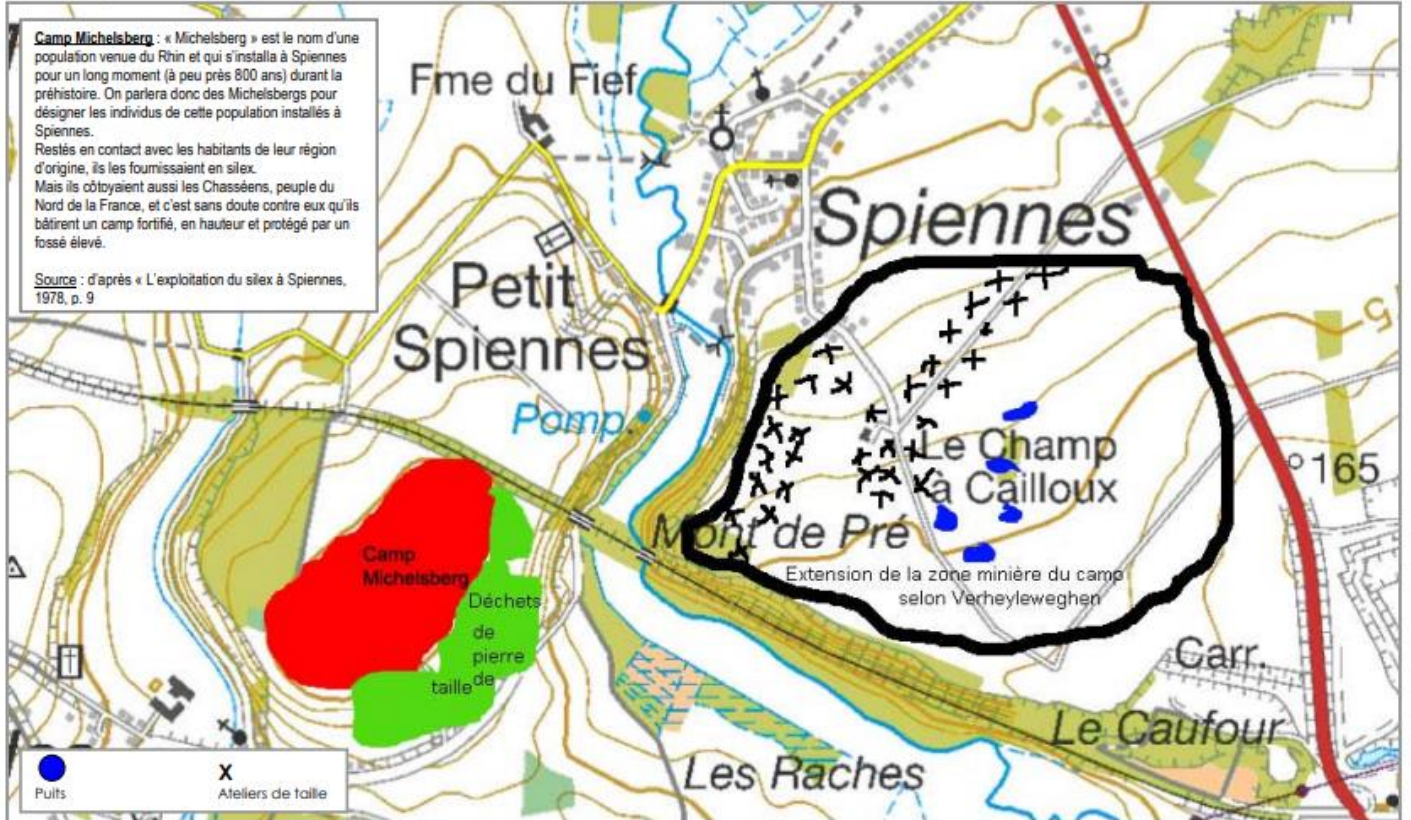 Camp Michelsberg : « Michelsberg » est le nom d'une
population venue du Rhin et qui s'installa à Spiennes
pour un long moment (à peu près 800 ans) durant la
préhistoire. On parlera donc des Michelsbergs pour
désigner les individus de cette population installés à
Spiennes.
Restés en contact avec les habitants de leur région
d'origine, ils les fournissaient en silex.
Mais ils côtoyaient aussi les Chasséens, peuple du
Nord de la France, et c'est sans doute contre eux qu'ils
bâtirent un camp fortifié, en hauteur et protégé par un
fossé élevé.
Source : d'après « L'exploitation du silex à Spiennes,
1978, p. 9
Fme du Fief
Spiennes
Petit
Spiennes
Pomp.
Le Champ
à Cailloux
165
Mont de Pré
Extension de la zone minière du camp
selon Verheyleweghen
Camp
Michelsberg
Déchets
de
pierre
de
taille
Carr.
Le Caufour
Les Raches
Puits
X
Ateliers de taille